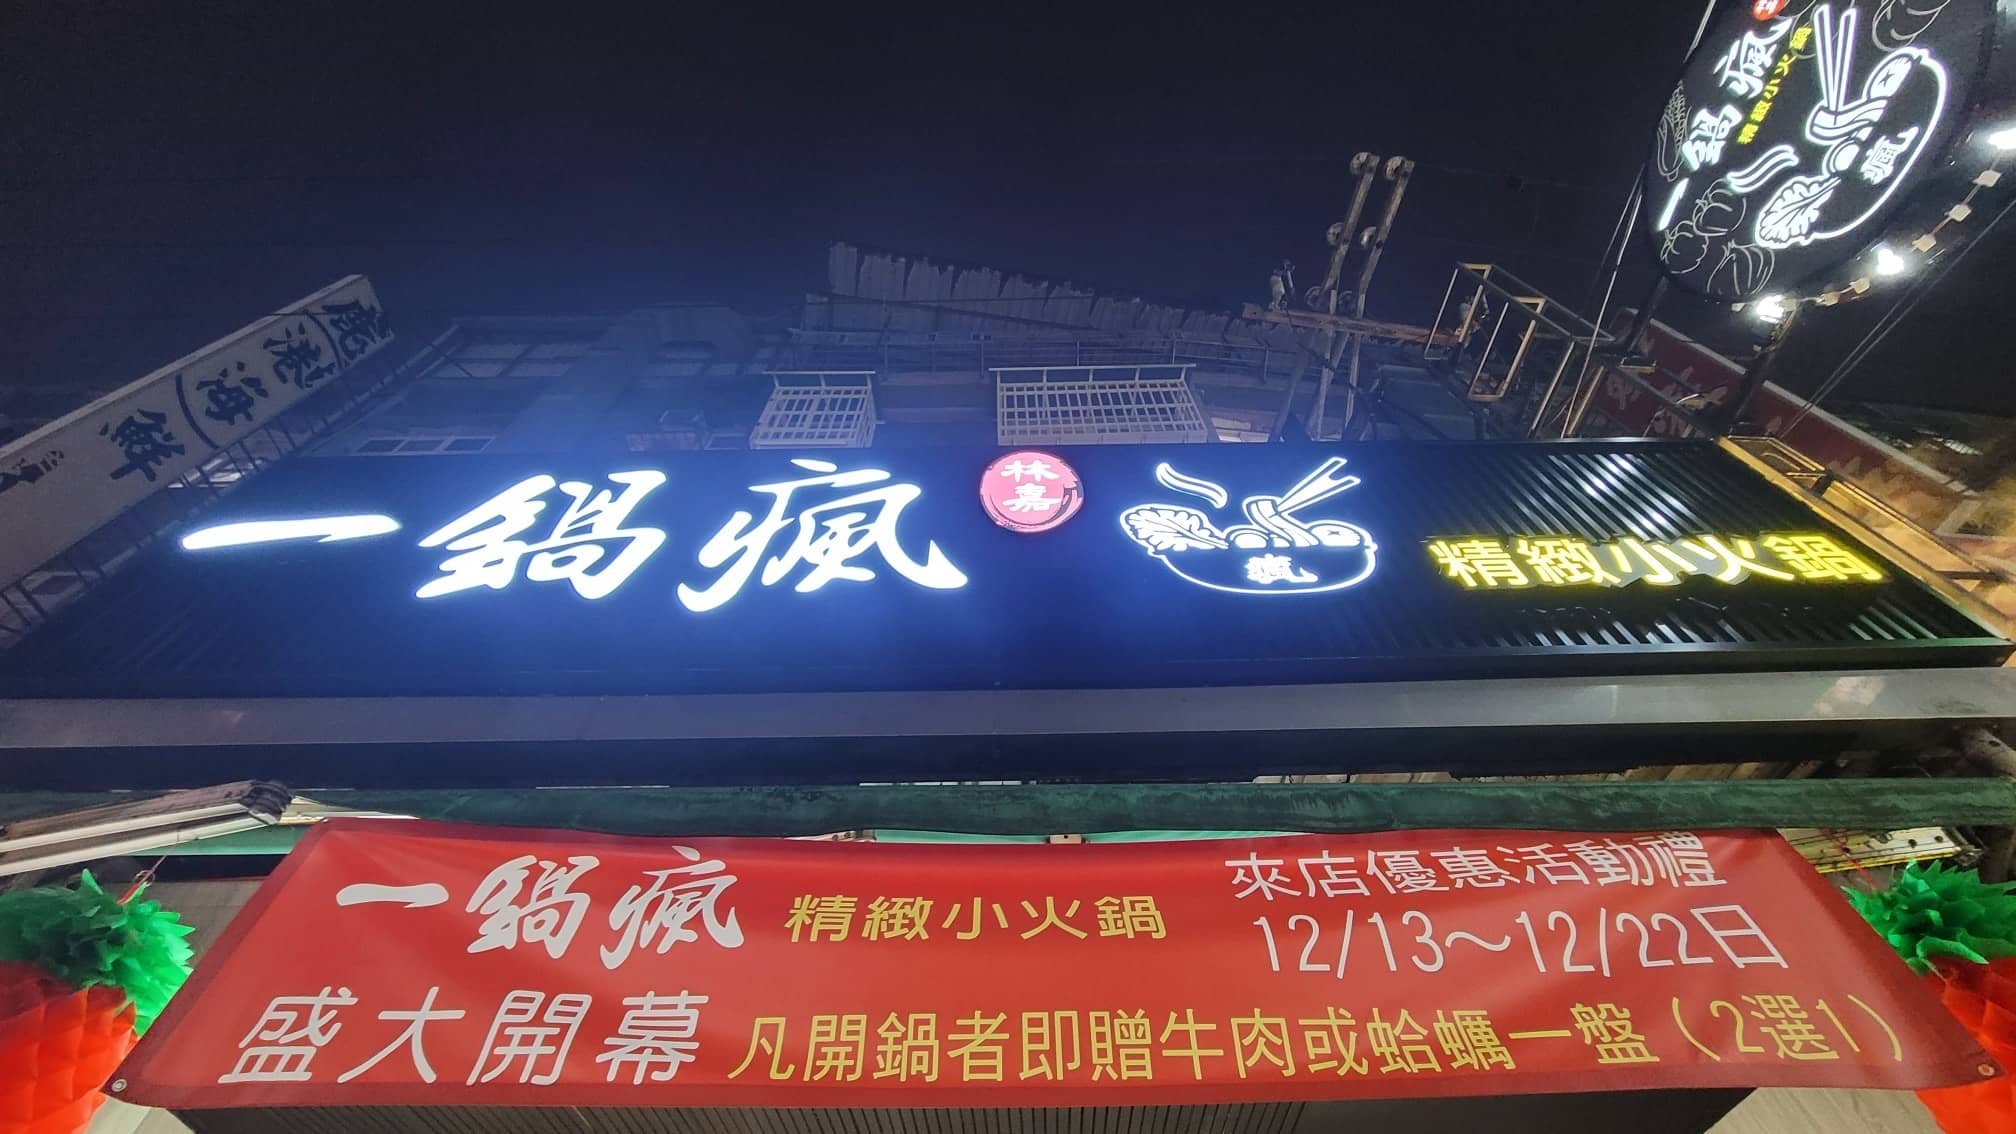 一鍋瘋
精緻小火鍋
瘋
鹿港海鮮
一鍋瘋
林嘉
瘋
精緻小火鍋
一鍋瘋 精緻小火鍋
來店優惠活動禮
12/13～12/22日
盛大開幕 凡開鍋者即贈牛肉或蛤蠣一盤（2選1）